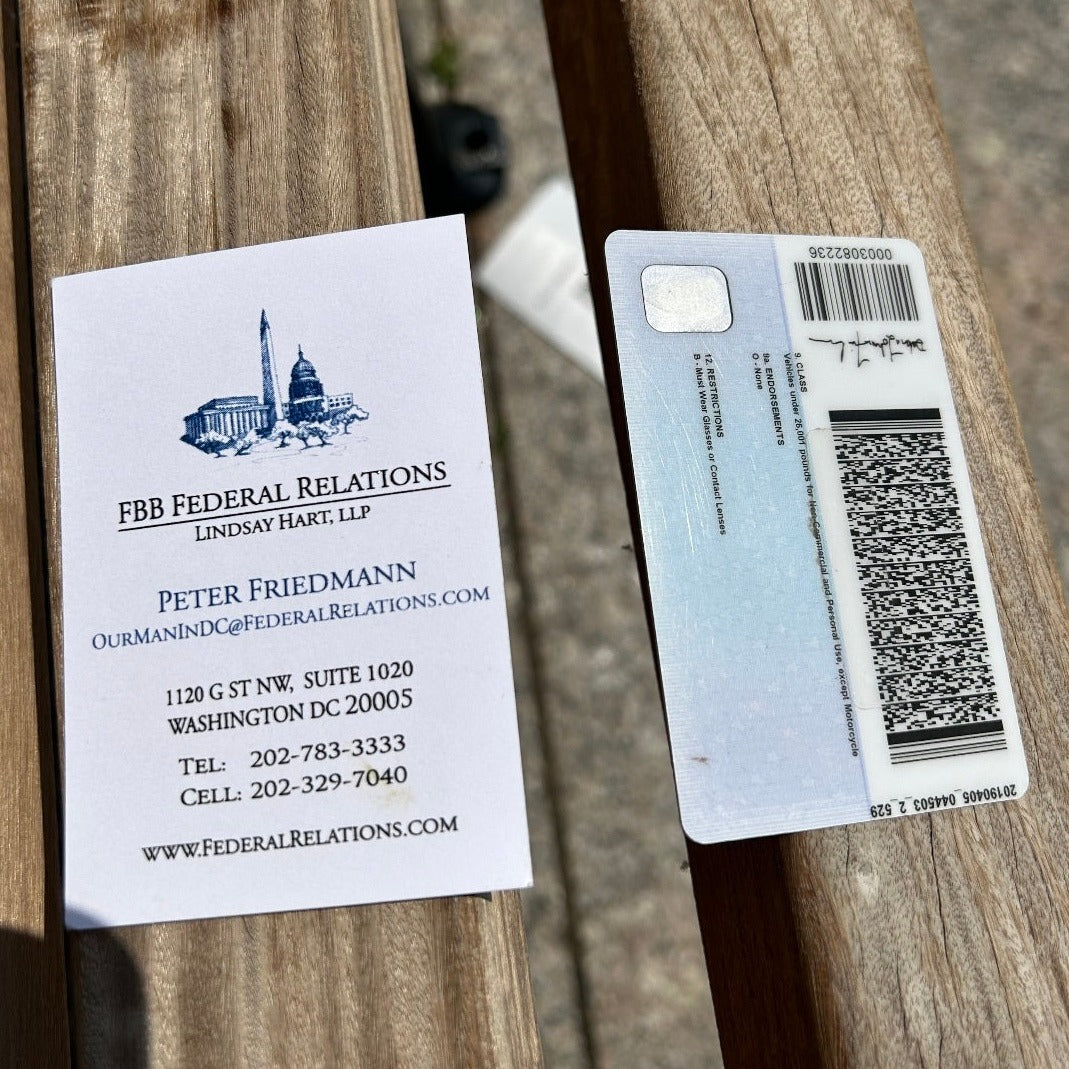 FBB FEDERAL RELATIONS
LINDSAY HART, LLP
PETER FRIEDMANN
OURMANINDC@FEDERALRELATIONS.COM
1120 G ST NW, SUITE 1020
WASHINGTON DC 20005
TEL: 202-783-3333
CELL: 202-329-7040
WWW.FEDERALRELATIONS.COM
0003082236
9. CLASS
Vehicles under 26,001 pounds for Non-Commercial and Personal Use, except Motorcycle
9a. ENDORSEMENTS
O - None
12. RESTRICTIONS
B - Must Wear Glasses or Contact Lenses
20190405 044503 2 529